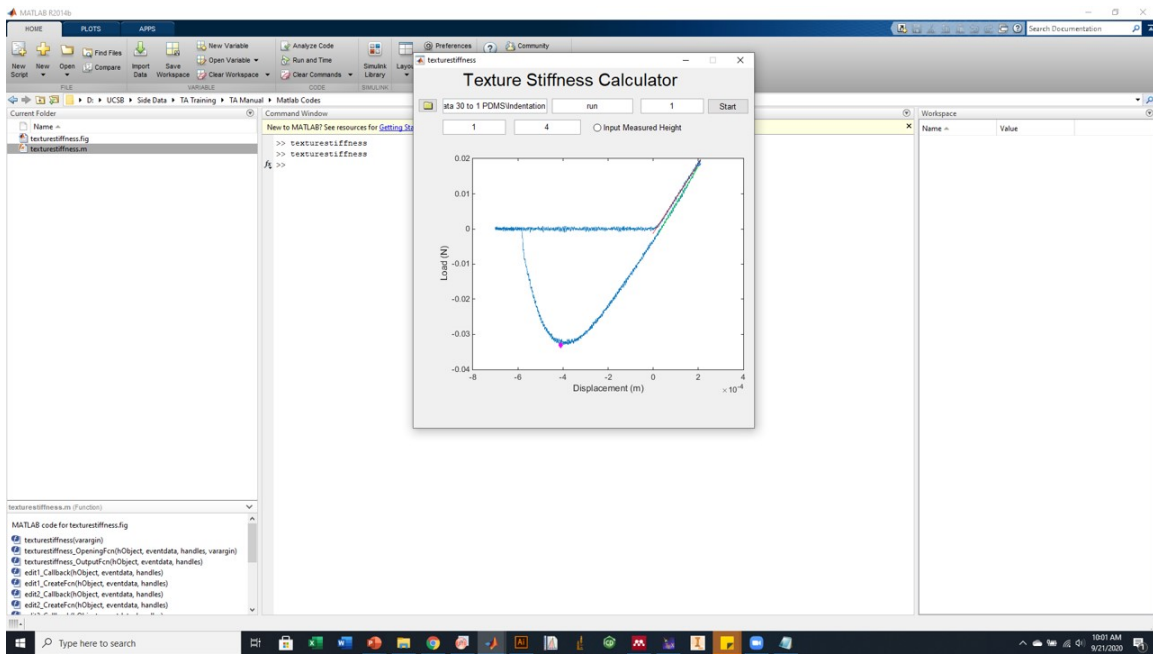 MATLAB R2014b
HOME PLOTS APPS
Search Documentation
New Script
New
Open
Find Files
Compare
Import Data
Save Workspace
New Variable
Open Variable
Clear Workspace
Analyze Code
Run and Time
Clear Commands
Simulink Library
Layou
Preferences
Community
FILE VARIABLE CODE SIMULINK
D: UCSB Side Data TA Training TA Manual Matlab Codes
Current Folder
Name
texturestiffness.fig
texturestiffness.m
Command Window
New to MATLAB? See resources for Getting Sta
>> texturestiffness
>> texturestiffness
fx >>
texturestiffness
Texture Stiffness Calculator
ata 30 to 1 PDMS\Indentation run 1 Start
1 4 Input Measured Height
0.02
0.01
0
-0.01
-0.02
-0.03
-0.04
Load (N)
-8 -6 -4 -2 0 2 4
Displacement (m)
×10-4
Workspace
Name Value
texturestiffness.m (Function)
MATLAB code for texturestiffness.fig
texturestiffness(varargin)
texturestiffness_OpeningFcn(hObject, eventdata, handles, varargin)
texturestiffness_OutputFcn(hObject, eventdata, handles)
edit1_Callback(hObject, eventdata, handles)
edit1_CreateFcn(hObject, eventdata, handles)
edit2_Callback(hObject, eventdata, handles)
edit2_CreateFcn(hObject, eventdata, handles)
Type here to search
10:01 AM
9/21/2020